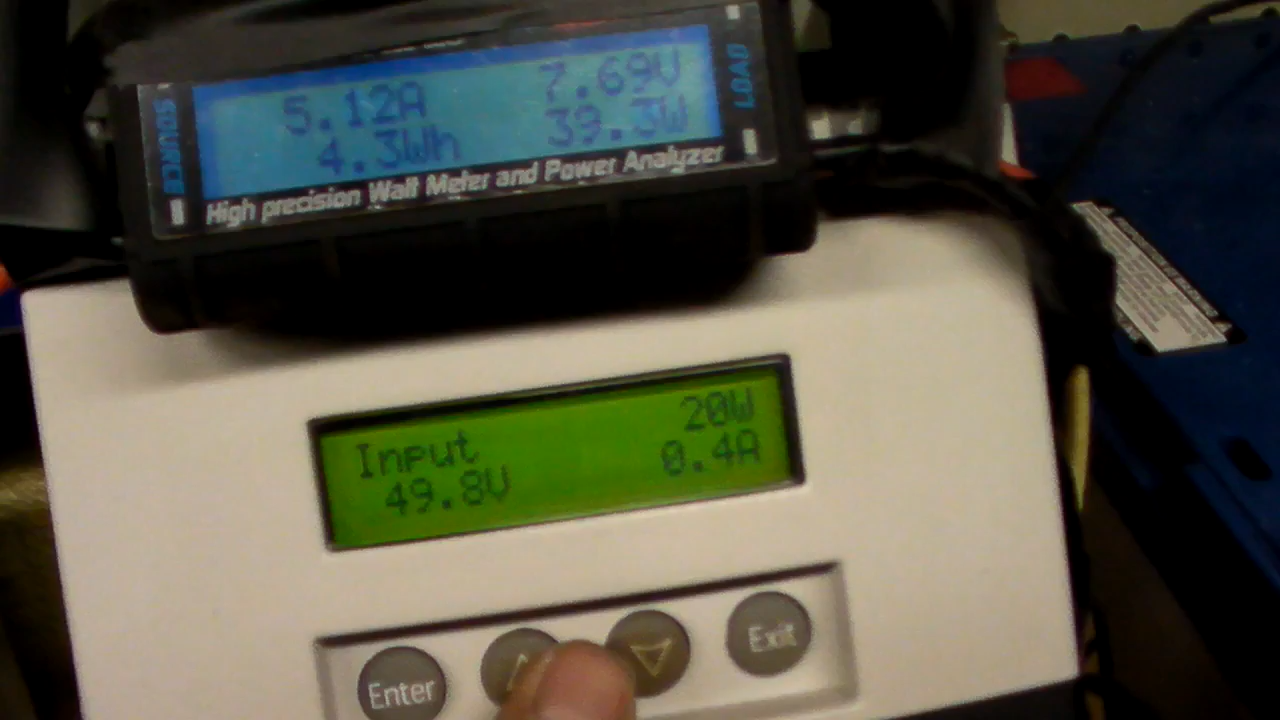 SOURCE
5.12A 7.69V
4.3Wh 39.3W
LOAD
High precision Watt Meter and Power Analyzer
Input 20W
49.8V 0.4A
Enter
Exit